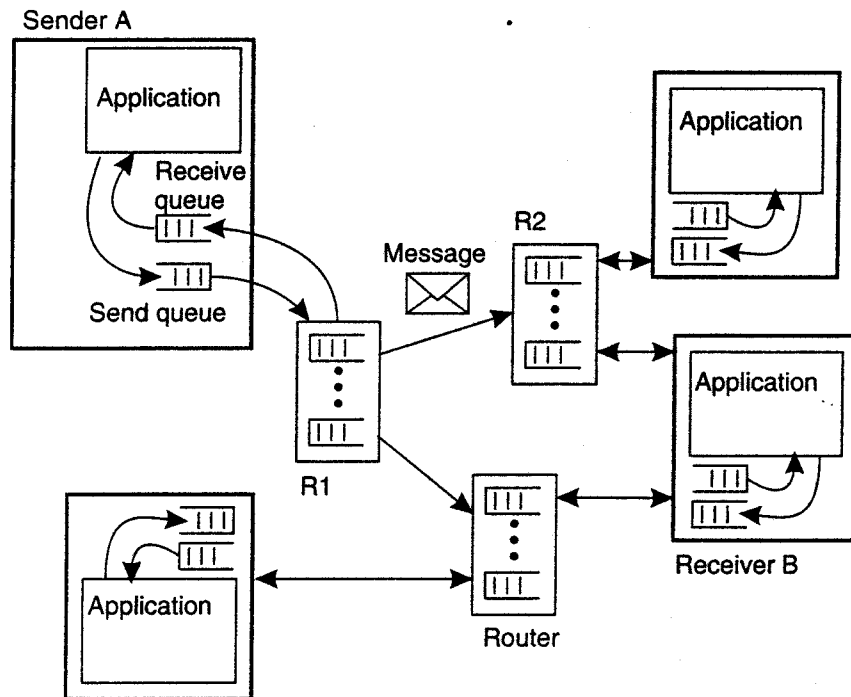 Sender A
Application
Receive
queue
Send queue
R1
Message
R2
Application
Application
Receiver B
Router
Application